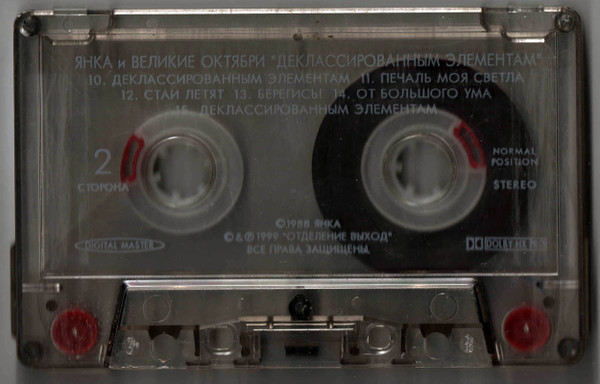 ЯНКА и ВЕЛИКИЕ ОКТЯБРИ "ДЕКЛАССИРОВАННЫМ ЭЛЕМЕНТАМ"
10. ДЕКЛАССИРОВАННЫМ ЭЛЕМЕНТАМ 11. ПЕЧАЛЬ МОЯ СВЕТЛА
12. СТАИ ЛЕТЯТ 13. БЕРЕГИСЬ! 14. ОТ БОЛЬШОГО УМА
15. ДЕКЛАССИРОВАННЫМ ЭЛЕМЕНТАМ
2
СТОРОНА
NORMAL
POSITION
STEREO
©1988 ЯНКА
©&℗1999 "ОТДЕЛЕНИЕ ВЫХОД"
ВСЕ ПРАВА ЗАЩИЩЕНЫ.
DIGITAL MASTER
DOLBY HX PRO